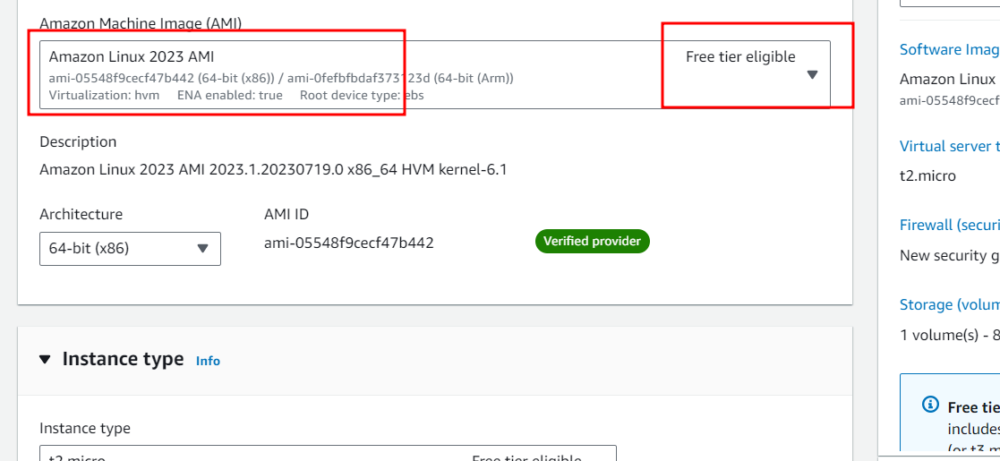 Amazon Machine Image (AMI)
Amazon Linux 2023 AMI
Free tier eligible
ami-05548f9cecf47b442 (64-bit (x86)) / ami-0fefbfbdaf373123d (64-bit (Arm))
Virtualization: hvm ENA enabled: true Root device type: ebs
Description
Amazon Linux 2023 AMI 2023.1.20230719.0 x86_64 HVM kernel-6.1
Architecture
AMI ID
64-bit (x86)
ami-05548f9cecf47b442
Verified provider
Instance type Info
Instance type
t2.micro
Free tier eligible
Software Imag
Amazon Linux
ami-05548f9cecf
Virtual server t
t2.micro
Firewall (securi
New security g
Storage (volum
1 volume(s) - 8
Free tie
includes
(or t3.m